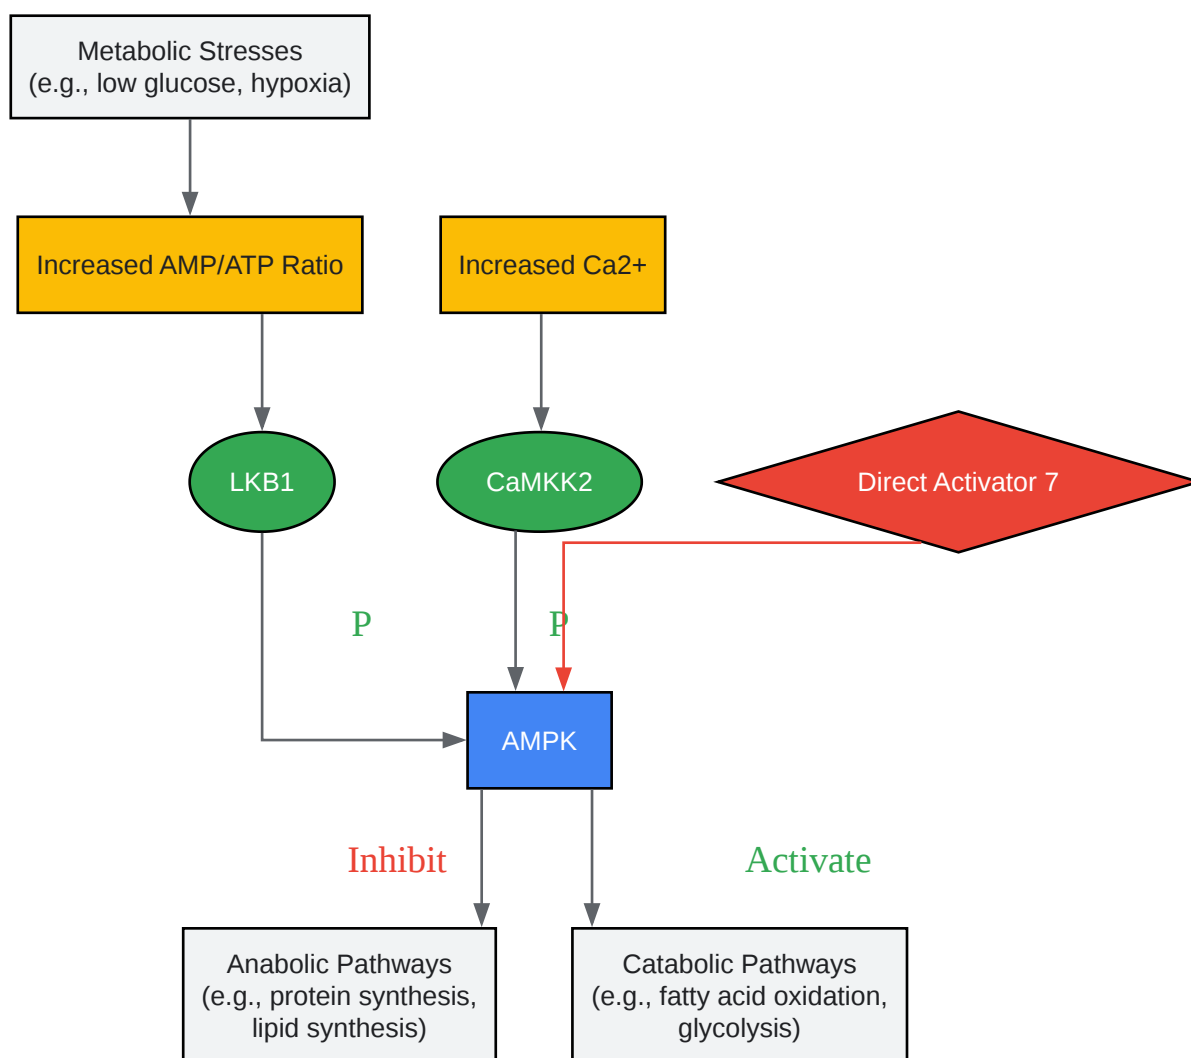 Metabolic Stresses
(e.g., low glucose, hypoxia)
Increased AMP/ATP Ratio
Increased Ca2+
LKB1
CaMKK2
Direct Activator 7
P
P
AMPK
Inhibit
Activate
Anabolic Pathways
(e.g., protein synthesis,
lipid synthesis)
Catabolic Pathways
(e.g., fatty acid oxidation,
glycolysis)